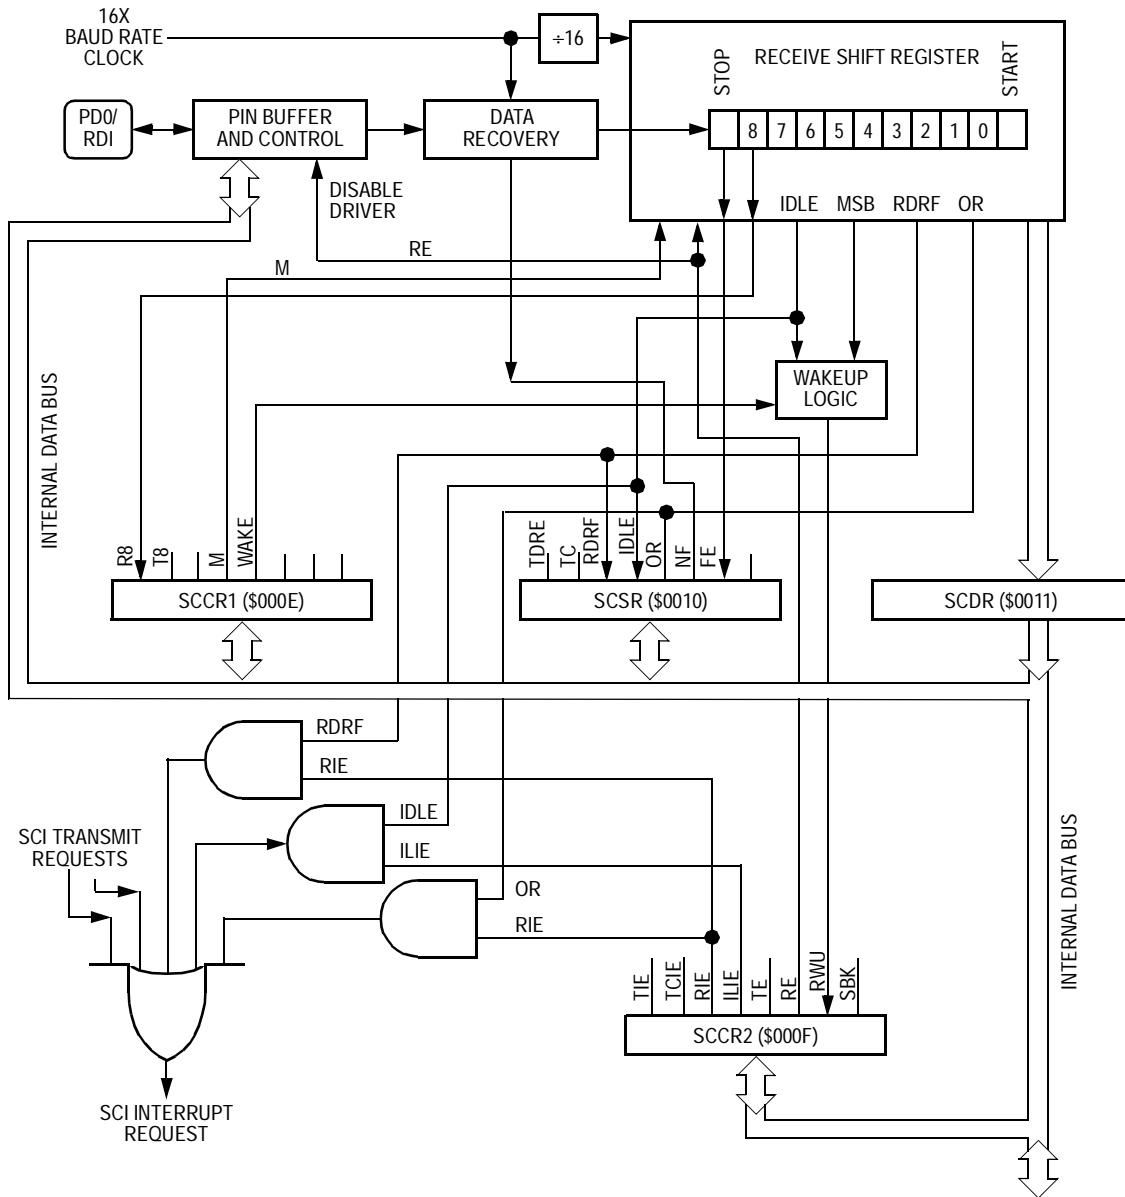 16X
BAUD RATE
CLOCK
÷16
RECEIVE SHIFT REGISTER
STOP
START
PD0/
RDI
PIN BUFFER
AND CONTROL
DATA
RECOVERY
8 7 6 5 4 3 2 1 0
DISABLE
DRIVER
IDLE MSB RDRF OR
RE
M
WAKEUP
LOGIC
INTERNAL DATA BUS
R8 T8 M WAKE
TDRE TC RDRF IDLE OR NF FE
SCCR1 ($000E)
SCSR ($0010)
SCDR ($0011)
RDRF
RIE
IDLE
ILIE
SCI TRANSMIT
REQUESTS
OR
RIE
INTERNAL DATA BUS
TIE TCIE RIE ILIE TE RE RWU SBK
SCCR2 ($000F)
SCI INTERRUPT
REQUEST